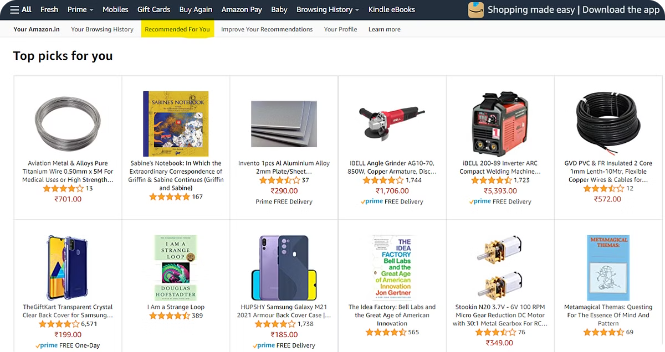 All Fresh Prime Mobiles Gift Cards Buy Again Amazon Pay Baby Browsing History Kindle eBooks Shopping made easy | Download the app
Your Amazon.in Your Browsing History Recommended For You Improve Your Recommendations Your Profile Learn more
Top picks for you
SABINE'S NOTEBOOK
Aviation Metal & Alloys Pure
Titanium Wire 0.50mm x 5M For
Medical Uses or High Strength...
13
₹701.00
Sabine's Notebook: In Which the
Extraordinary Correspondence of
Griffin & Sabine Continues (Griffin
and Sabine)
167
Invento 1pcs Al Aluminium Alloy
2mm Plate/Sheet...
37
₹290.00
Prime FREE Delivery
iBELL Angle Grinder AG10-70,
850W, Copper Armature, Disc...
1,744
₹1,706.00
prime FREE Delivery
iBELL 200-89 Inverter ARC
Compact Welding Machine...
1,723
₹5,393.00
prime FREE Delivery
GVD PVC & FR Insulated 2 Core
1mm Lenth-10Mtr, Flexible
Copper Wires & Cables for...
12
₹572.00
TheGiftKart Transparent Crystal
Clear Back Cover for Samsung...
6,571
₹199.00
prime FREE One-Day
I AM A
STRANGE
LOOP
DOUGLAS
HOFSTADTER
I Am a Strange Loop
389
HUPSHY Samsung Galaxy M21
2021 Armour Back Cover Case |...
1,738
₹185.00
prime FREE Delivery
THE IDEA
FACTORY
Bell Labs
and the
Great Age
of American
Innovation
Jon Gertner
The Idea Factory: Bell Labs and
the Great Age of American
Innovation
565
Stookin N20 3.7V - 6V 100 RPM
Micro Gear Reduction DC Motor
with 30:1 Metal Gearbox For RC...
76
₹349.00
METAMAGICAL
THEMAS:
Metamagical Themas: Questing
For The Essence Of Mind And
Pattern
69